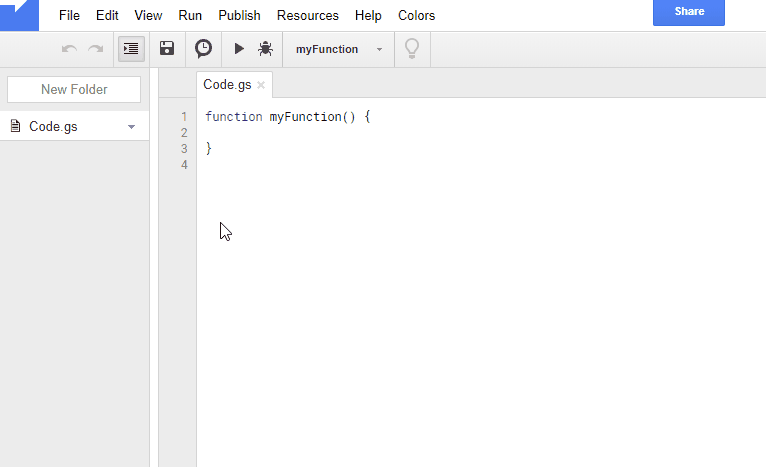 File Edit View Run Publish Resources Help Colors
Share
myFunction
New Folder
Code.gs
Code.gs
1 function myFunction() {
2
3 }
4